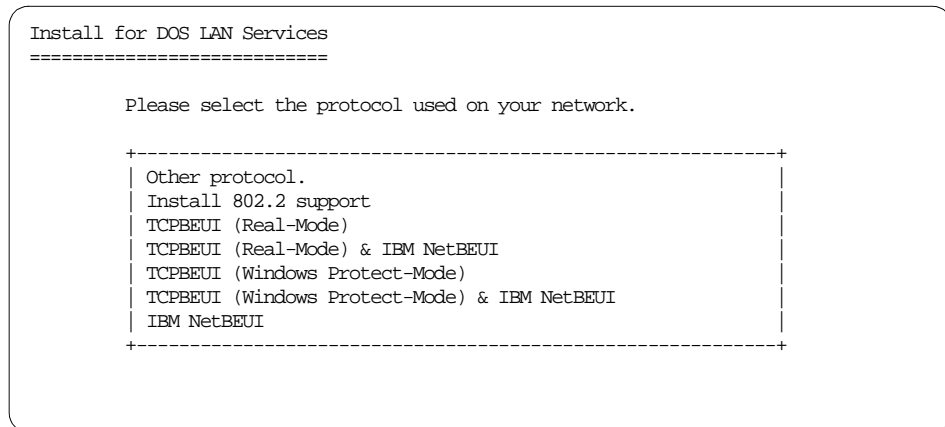 Install for DOS LAN Services
============================
Please select the protocol used on your network.
+------------------------------------------------------------+
| Other protocol. |
| Install 802.2 support |
| TCPBEUI (Real-Mode) |
| TCPBEUI (Real-Mode) & IBM NetBEUI |
| TCPBEUI (Windows Protect-Mode) |
| TCPBEUI (Windows Protect-Mode) & IBM NetBEUI |
| IBM NetBEUI |
+------------------------------------------------------------+